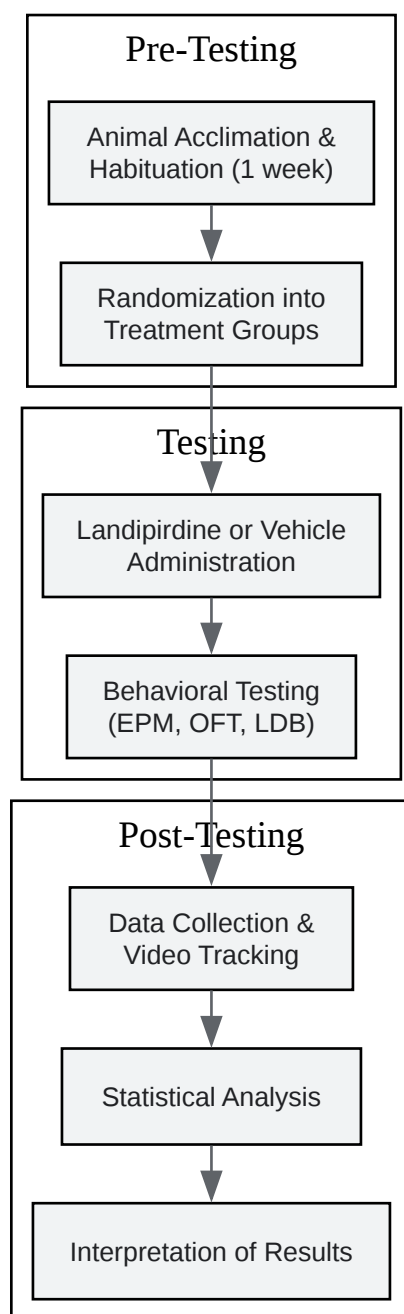 Pre-Testing
Animal Acclimation &
Habituation (1 week)
Randomization into
Treatment Groups
Testing
Landipirdine or Vehicle
Administration
Behavioral Testing
(EPM, OFT, LDB)
Post-Testing
Data Collection &
Video Tracking
Statistical Analysis
Interpretation of Results